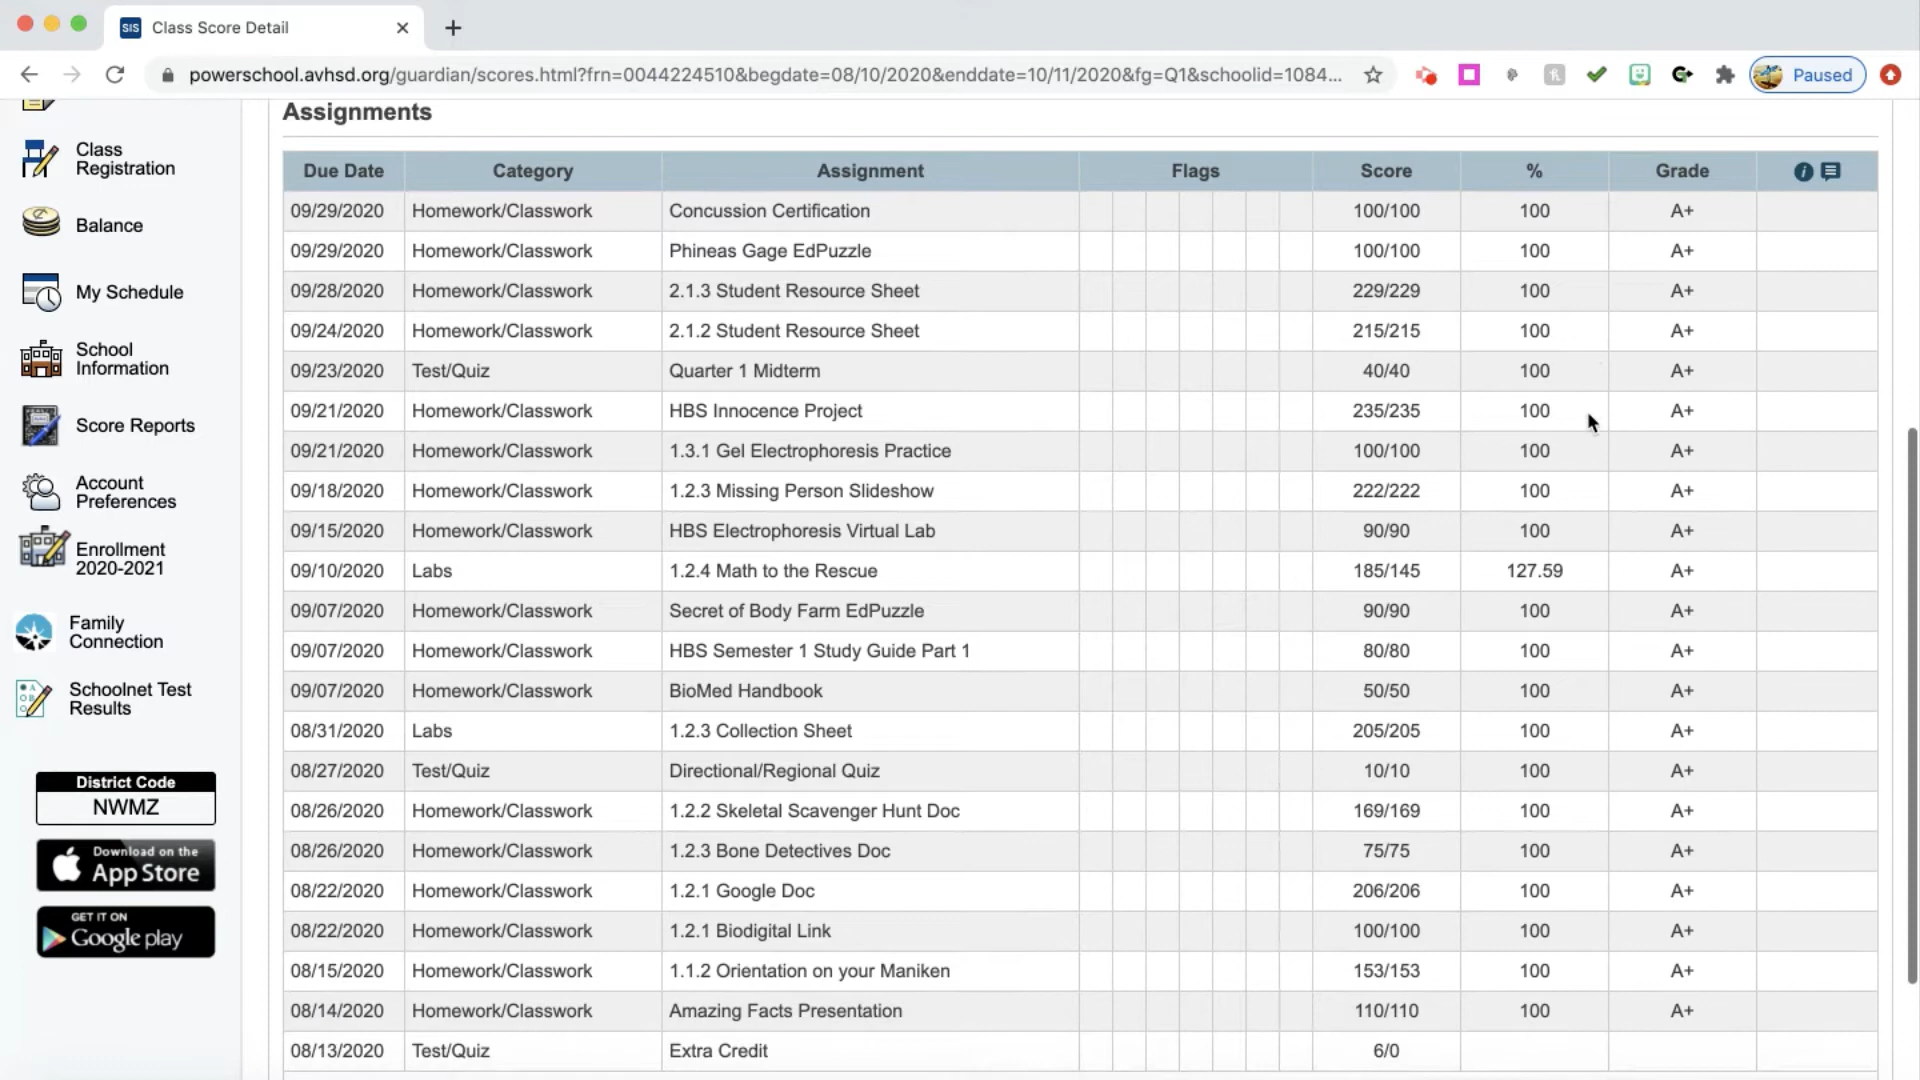 SIS Class Score Detail
powerschool.avhsd.org/guardian/scores.html?frn=0044224510&begdate=08/10/2020&enddate=10/11/2020&fg=Q1&schoolid=1084... Paused
Class
Registration
Balance
My Schedule
School
Information
Score Reports
Account
Preferences
Enrollment
2020-2021
Family
Connection
Schoolnet Test
Results
District Code
NWMZ
Download on the
App Store
GET IT ON
Google play
Assignments
Due Date Category Assignment Flags Score % Grade
09/29/2020 Homework/Classwork Concussion Certification 100/100 100 A+
09/29/2020 Homework/Classwork Phineas Gage EdPuzzle 100/100 100 A+
09/28/2020 Homework/Classwork 2.1.3 Student Resource Sheet 229/229 100 A+
09/24/2020 Homework/Classwork 2.1.2 Student Resource Sheet 215/215 100 A+
09/23/2020 Test/Quiz Quarter 1 Midterm 40/40 100 A+
09/21/2020 Homework/Classwork HBS Innocence Project 235/235 100 A+
09/21/2020 Homework/Classwork 1.3.1 Gel Electrophoresis Practice 100/100 100 A+
09/18/2020 Homework/Classwork 1.2.3 Missing Person Slideshow 222/222 100 A+
09/15/2020 Homework/Classwork HBS Electrophoresis Virtual Lab 90/90 100 A+
09/10/2020 Labs 1.2.4 Math to the Rescue 185/145 127.59 A+
09/07/2020 Homework/Classwork Secret of Body Farm EdPuzzle 90/90 100 A+
09/07/2020 Homework/Classwork HBS Semester 1 Study Guide Part 1 80/80 100 A+
09/07/2020 Homework/Classwork BioMed Handbook 50/50 100 A+
08/31/2020 Labs 1.2.3 Collection Sheet 205/205 100 A+
08/27/2020 Test/Quiz Directional/Regional Quiz 10/10 100 A+
08/26/2020 Homework/Classwork 1.2.2 Skeletal Scavenger Hunt Doc 169/169 100 A+
08/26/2020 Homework/Classwork 1.2.3 Bone Detectives Doc 75/75 100 A+
08/22/2020 Homework/Classwork 1.2.1 Google Doc 206/206 100 A+
08/22/2020 Homework/Classwork 1.2.1 Biodigital Link 100/100 100 A+
08/15/2020 Homework/Classwork 1.1.2 Orientation on your Maniken 153/153 100 A+
08/14/2020 Homework/Classwork Amazing Facts Presentation 110/110 100 A+
08/13/2020 Test/Quiz Extra Credit 6/0